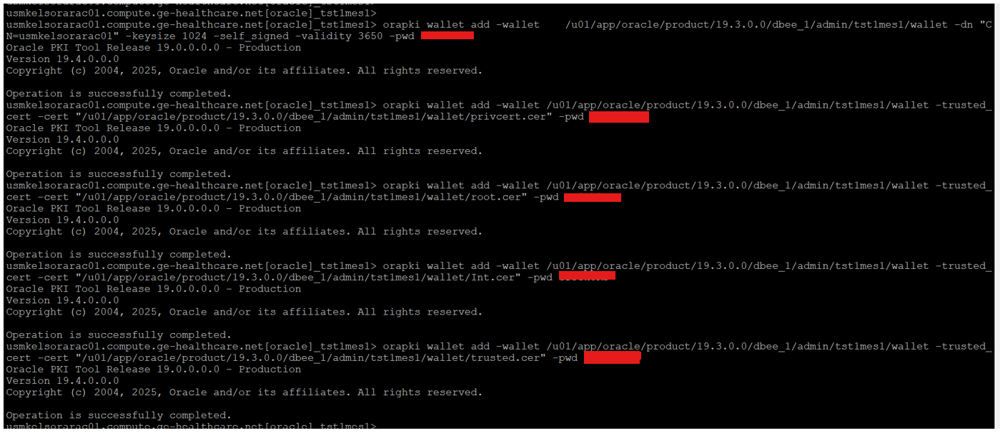 usmkelsorarac01.compute.ge-healthcare.net[oracle]_tst1mes1>
usmkelsorarac01.compute.ge-healthcare.net[oracle]_tst1mes1>
usmkelsorarac01.compute.ge-healthcare.net[oracle]_tst1mes1> orapki wallet add -wallet    /u01/app/oracle/product/19.3.0.0/dbee_1/admin/tst1mes1/wallet -dn "C
N=usmkelsorarac01" -keysize 1024 -self_signed -validity 3650 -pwd
Oracle PKI Tool Release 19.0.0.0.0 - Production
Version 19.4.0.0.0
Copyright (c) 2004, 2025, Oracle and/or its affiliates. All rights reserved.

Operation is successfully completed.
usmkelsorarac01.compute.ge-healthcare.net[oracle]_tst1mes1> orapki wallet add -wallet /u01/app/oracle/product/19.3.0.0/dbee_1/admin/tst1mes1/wallet -trusted_
cert -cert "/u01/app/oracle/product/19.3.0.0/dbee_1/admin/tst1mes1/wallet/privcert.cer" -pwd
Oracle PKI Tool Release 19.0.0.0.0 - Production
Version 19.4.0.0.0
Copyright (c) 2004, 2025, Oracle and/or its affiliates. All rights reserved.

Operation is successfully completed.
usmkelsorarac01.compute.ge-healthcare.net[oracle]_tst1mes1> orapki wallet add -wallet /u01/app/oracle/product/19.3.0.0/dbee_1/admin/tst1mes1/wallet -trusted_
cert -cert "/u01/app/oracle/product/19.3.0.0/dbee_1/admin/tst1mes1/wallet/root.cer" -pwd
Oracle PKI Tool Release 19.0.0.0.0 - Production
Version 19.4.0.0.0
Copyright (c) 2004, 2025, Oracle and/or its affiliates. All rights reserved.

Operation is successfully completed.
usmkelsorarac01.compute.ge-healthcare.net[oracle]_tst1mes1> orapki wallet add -wallet /u01/app/oracle/product/19.3.0.0/dbee_1/admin/tst1mes1/wallet -trusted_
cert -cert "/u01/app/oracle/product/19.3.0.0/dbee_1/admin/tst1mes1/wallet/Int.cer" -pwd
Oracle PKI Tool Release 19.0.0.0.0 - Production
Version 19.4.0.0.0
Copyright (c) 2004, 2025, Oracle and/or its affiliates. All rights reserved.

Operation is successfully completed.
usmkelsorarac01.compute.ge-healthcare.net[oracle]_tst1mes1> orapki wallet add -wallet /u01/app/oracle/product/19.3.0.0/dbee_1/admin/tst1mes1/wallet -trusted_
cert -cert "/u01/app/oracle/product/19.3.0.0/dbee_1/admin/tst1mes1/wallet/trusted.cer" -pwd
Oracle PKI Tool Release 19.0.0.0.0 - Production
Version 19.4.0.0.0
Copyright (c) 2004, 2025, Oracle and/or its affiliates. All rights reserved.

Operation is successfully completed.
usmkelsorarac01.compute.ge-healthcare.net[oracle]_tst1mes1>